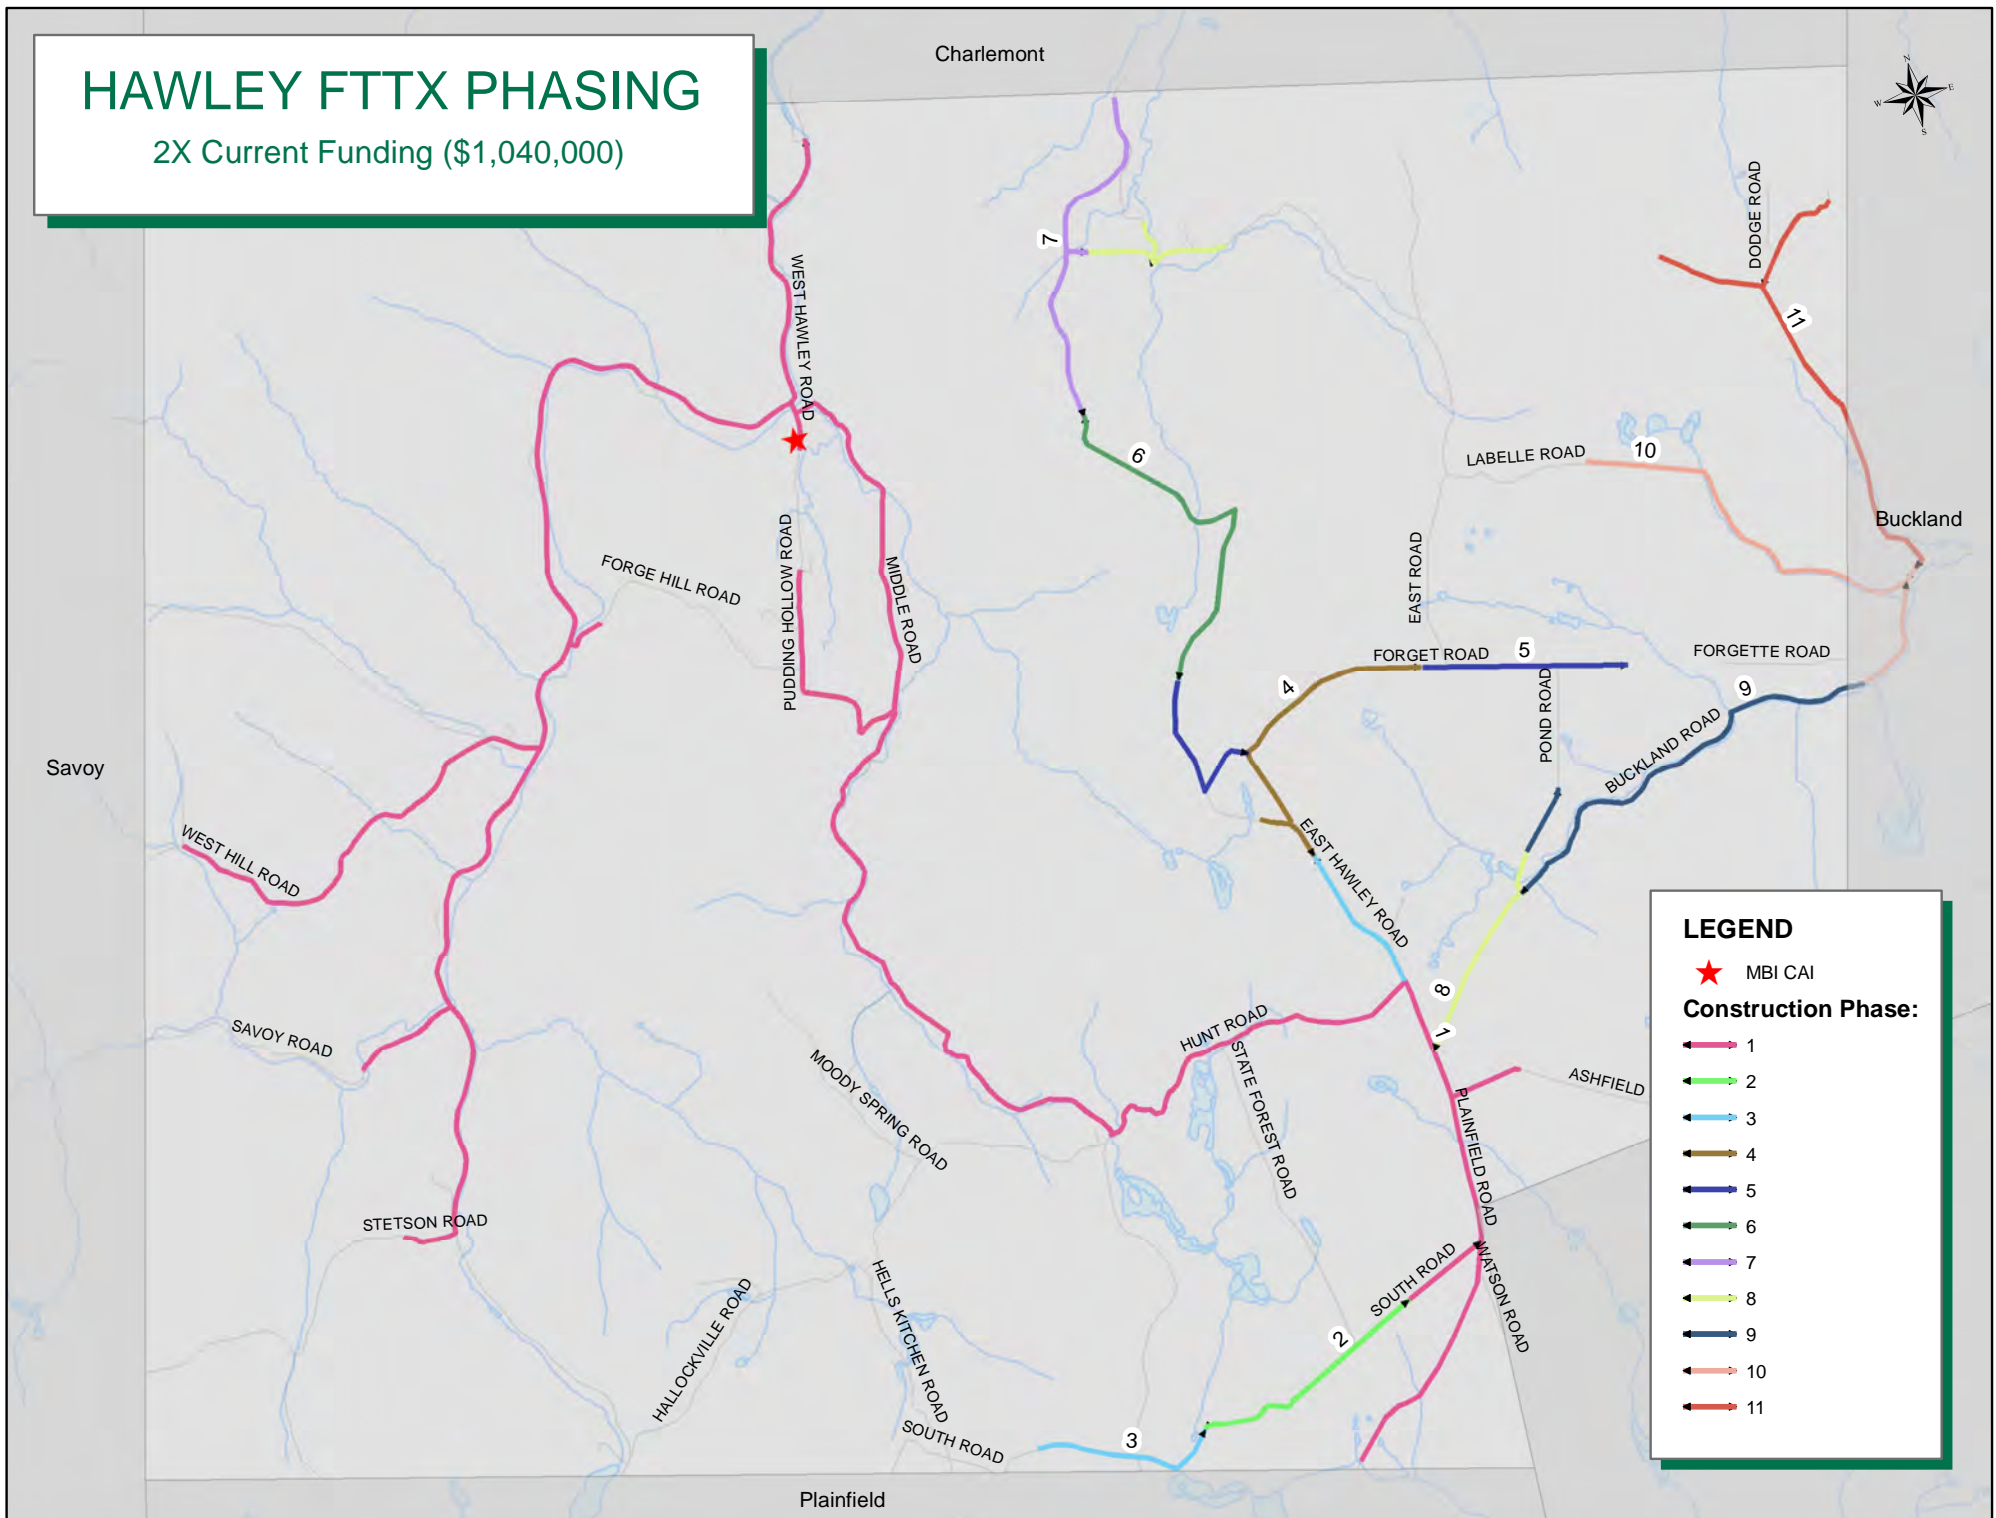 HAWLEY FTTX PHASING
2X Current Funding ($1,040,000)
Charlemont
N
W
E
S
DODGE ROAD
7
WEST HAWLEY ROAD
11
6
LABELLE ROAD
10
Buckland
PUDDING HOLLOW ROAD
FORGE HILL ROAD
MIDDLE ROAD
EAST ROAD
FORGET ROAD
5
FORGETTE ROAD
4
9
POND ROAD
BUCKLAND ROAD
Savoy
WEST HILL ROAD
EAST HAWLEY ROAD
8
1
HUNT ROAD
SAVOY ROAD
MOODY SPRING ROAD
STATE FOREST ROAD
ASHFIELD
PLAINFIELD ROAD
STETSON ROAD
SOUTH ROAD
WATSON ROAD
HALLOCKVILLE ROAD
HELLS KITCHEN ROAD
2
SOUTH ROAD
3
Plainfield
LEGEND
MBI CAI
Construction Phase:
1
2
3
4
5
6
7
8
9
10
11